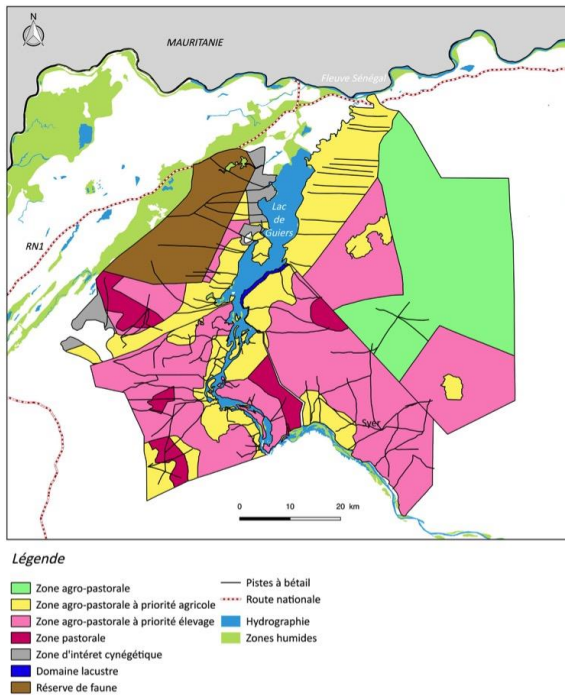 N
MAURITANIE
Fleuve Sénégal
Lac
de
Guiers
RN1
Syer
0 10 20 km
Légende
Zone agro-pastorale
Zone agro-pastorale à priorité agricole
Zone agro-pastorale à priorité élevage
Zone pastorale
Zone d'intéret cynégétique
Domaine lacustre
Réserve de faune
Pistes à bétail
Route nationale
Hydrographie
Zones humides